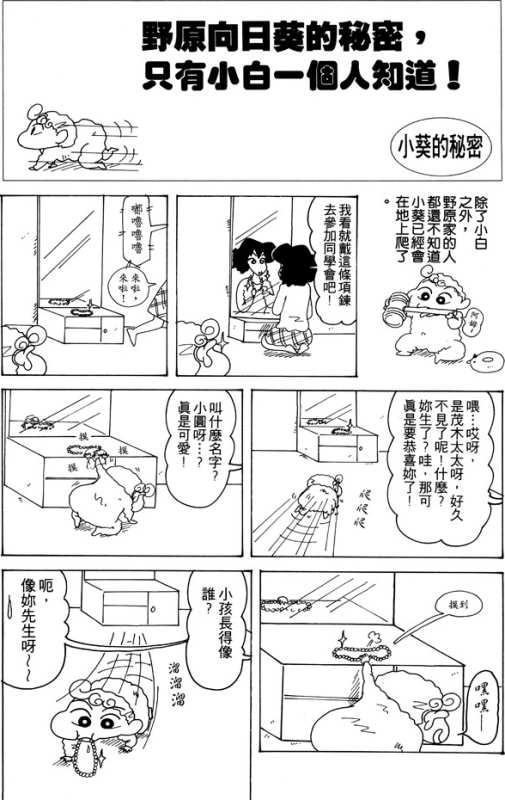 野原向日葵的秘密，
只有小白一個人知道！
小葵的秘密
除了小白
之外，
野原家的人
都還不知道
小葵已經會
在地上爬了
。
阿姆
我看就戴這條項鍊
去參加同學會吧！
嘟嚕嚕嚕
來啦，
來啦！
喂…哎呀，
是茂木太太呀，好久
不見了呢！什麼？
妳生了？哇，那可
真是要恭喜妳了！
爬爬爬
叫什麼名字？
小圓呀…？
真是可愛！
摸
摸
摸
摸到
嘿嘿—
小孩長得像
誰？
呃，
像妳先生呀～～
溜溜溜